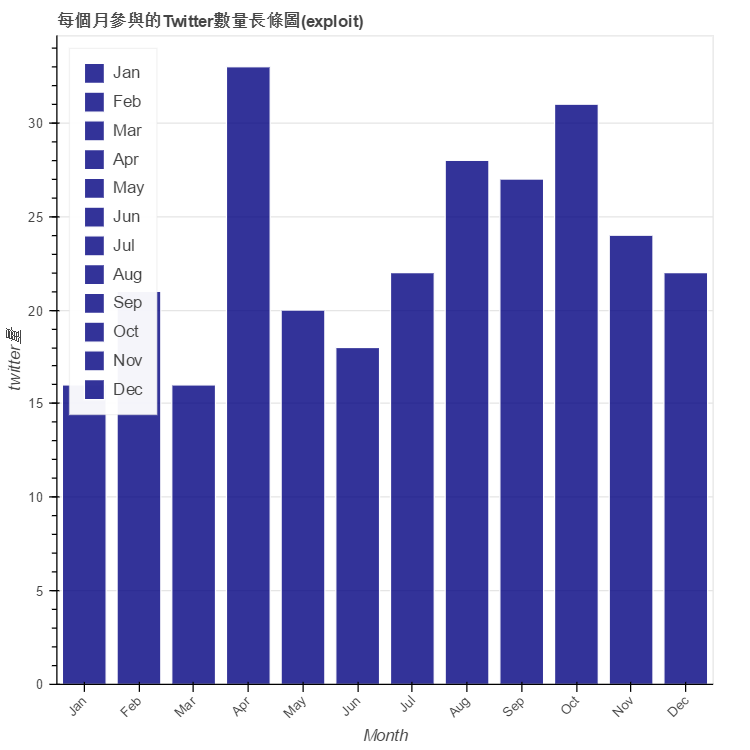 每個月參與的Twitter數量長條圖(exploit)
Jan
Feb
Mar
Apr
May
Jun
Jul
Aug
Sep
Oct
Nov
Dec
30
25
20
15
10
5
0
twitter量
Jan Feb Mar Apr May Jun Jul Aug Sep Oct Nov Dec
Month